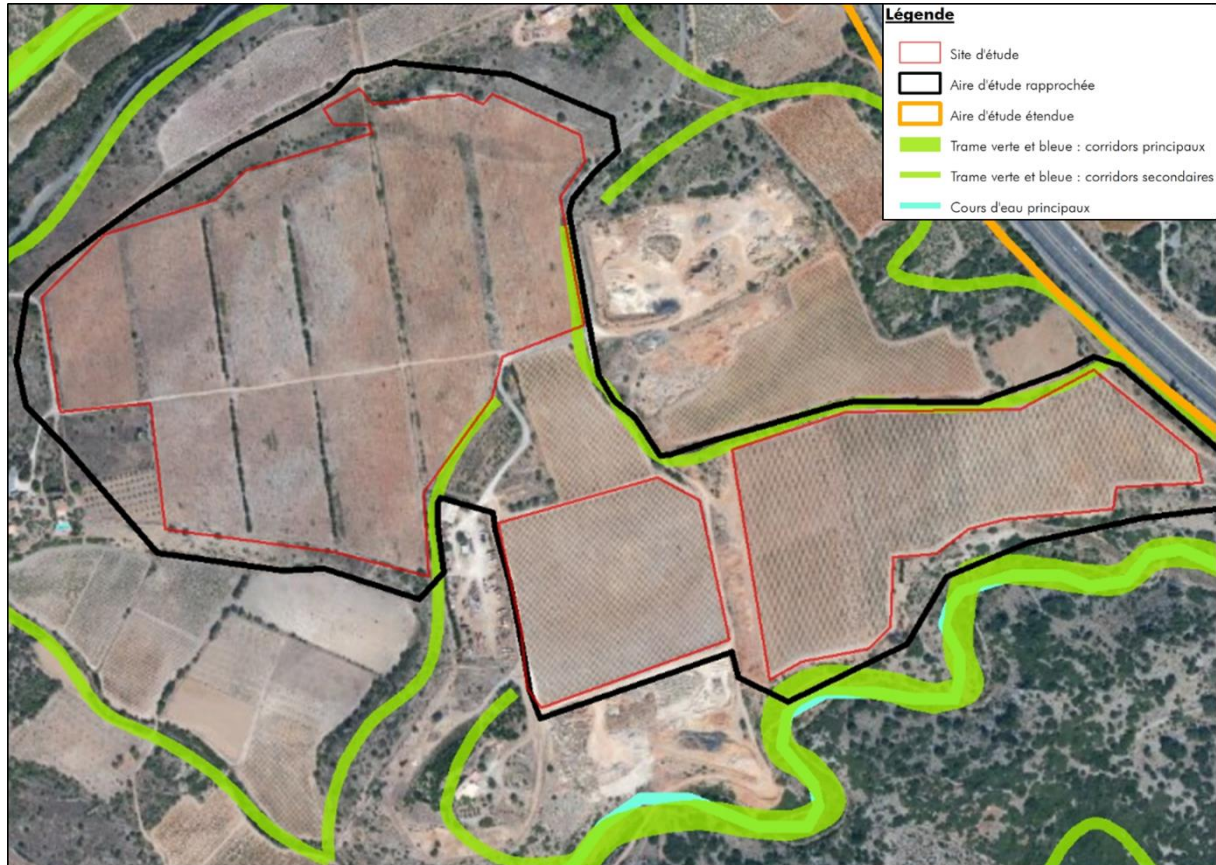 Légende
Site d'étude
Aire d'étude rapprochée
Aire d'étude étendue
Trame verte et bleue : corridors principaux
Trame verte et bleue : corridors secondaires
Cours d'eau principaux